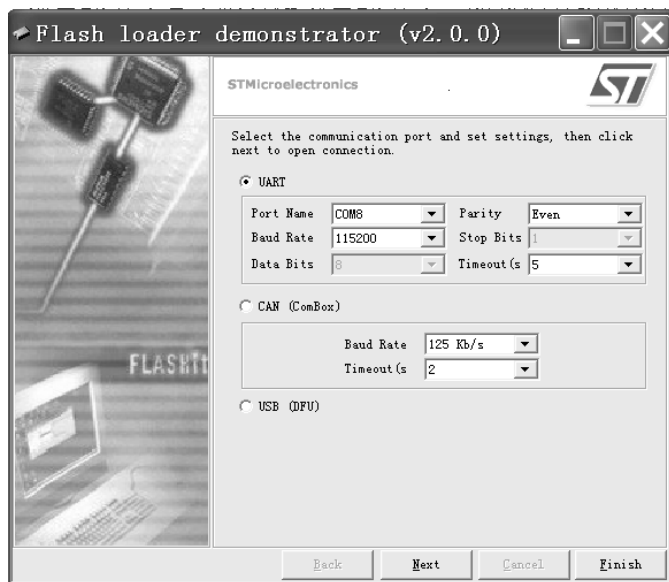 Flash loader demonstrator (v2.0.0)
STMicroelectronics
ST
Select the communication port and set settings, then click
next to open connection.
UART
Port Name COM8 Parity Even
Baud Rate 115200 Stop Bits 1
Data Bits 8 Timeout(s 5
CAN (ComBox)
Baud Rate 125 Kb/s
Timeout(s 2
FLASHit
USB (DFU)
Back Next Cancel Finish